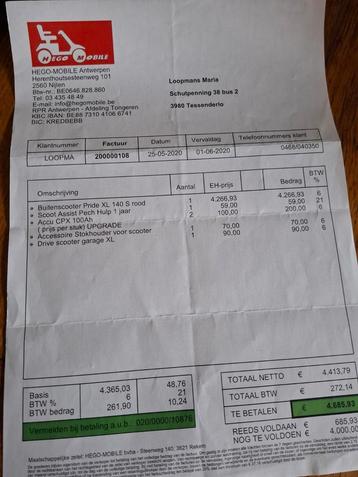 HEGO MOBILE
HEGO-MOBILE Antwerpen
Herenthoutsesteenweg 101
2560 Nijlen
Btw-nr.: BE0646.828.860
Tel: 03 435 48 49
E-mail: info@hegomobile.be
RPR Antwerpen - Afdeling Tongeren
KBC IBAN: BE88 7310 4106 6741
BIC: KREDBEBB
Loopmans Maria
Schutpenning 38 bus 2
3980 Tessenderlo
Klantnummer Factuur Datum Vervaldag Telefoonnummers klant
LOOPMA 200000108 25-05-2020 01-06-2020 0468/040350
Omschrijving Aantal EH-prijs Bedrag BTW %
» Buitenscooter Pride XL 140 S rood 1 4.266,93 4.266,93 6
» Scoot Assist Pech Hulp 1 jaar 1 59,00 59,00 21
» Accu CPX 100Ah 2 100,00 200,00 6
( prijs per stuk) UPGRADE
» Accessoire Stokhouder voor scooter 1 70,00 70,00 6
» Drive scooter garage XL 1 90,00 90,00 6
Basis 4.365,03 48,76
BTW % 6 21
BTW bedrag 261,90 10,24
Vermelden bij betaling a.u.b.: 020/0000/10876
TOTAAL NETTO € 4.413,79
TOTAAL BTW € 272,14
TE BETALEN € 4.685,93
REEDS VOLDAAN € 685,93
NOG TE VOLDOEN € 4.000,00
Maatschappelijke zetel: HEGO-MOBILE bvba - Steenweg 140; 3621 Rekem